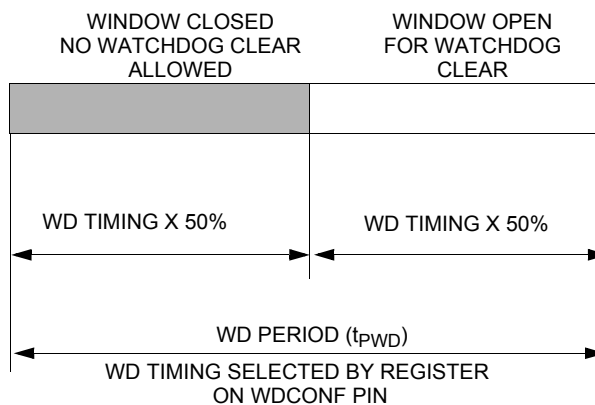 WINDOW CLOSED
NO WATCHDOG CLEAR
ALLOWED
WINDOW OPEN
FOR WATCHDOG
CLEAR
WD TIMING X 50%
WD TIMING X 50%
WD PERIOD (tPWD)
WD TIMING SELECTED BY REGISTER
ON WDCONF PIN